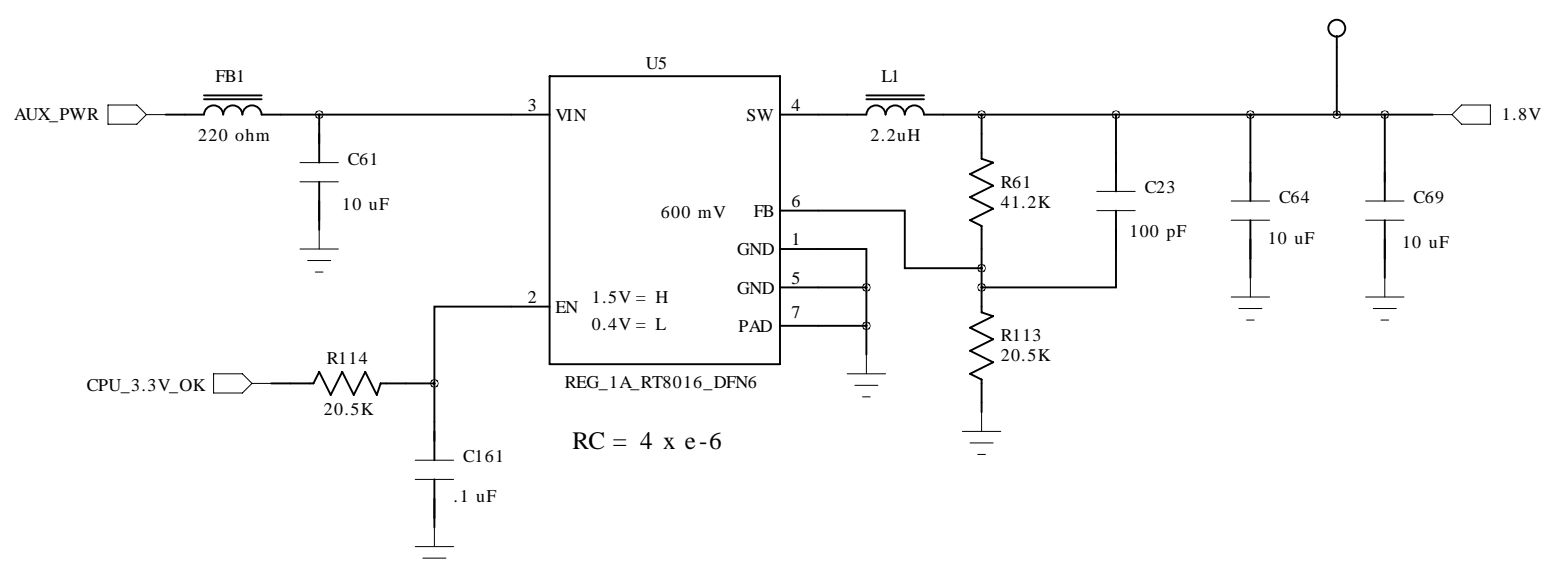 U5
FB1
L1
AUX_PWR
3
VIN
SW
4
1.8V
220 ohm
2.2uH
C61
10 uF
R61
41.2K
C23
100 pF
C64
10 uF
C69
10 uF
600 mV
FB
6
GND
1
GND
5
PAD
7
2
EN
1.5V = H
0.4V = L
R113
20.5K
R114
CPU_3.3V_OK
20.5K
REG_1A_RT8016_DFN6
RC = 4 x e-6
C161
.1 uF